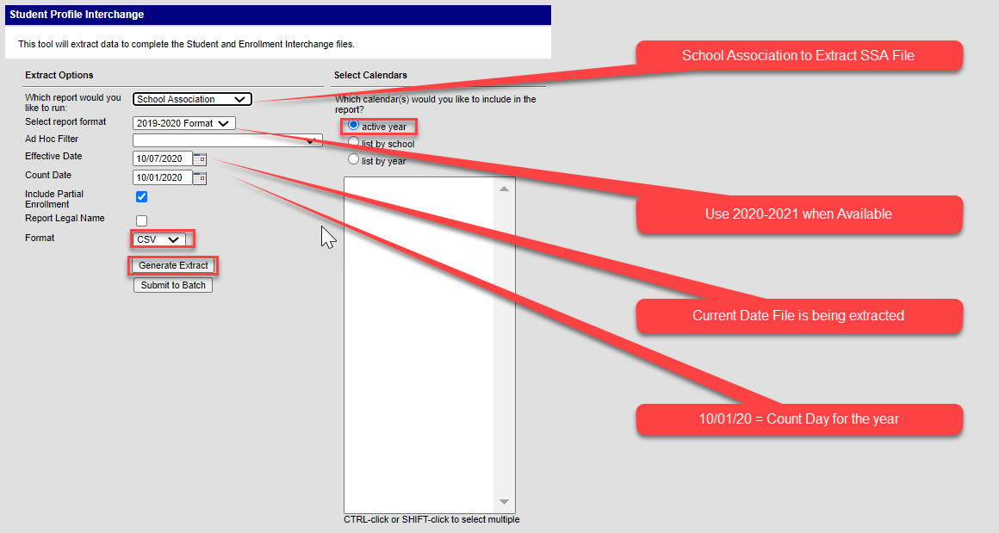 Student Profile Interchange
This tool will extract data to complete the Student and Enrollment Interchange files.
Extract Options
Which report would you
like to run:
School Association
Select report format
2019-2020 Format
Ad Hoc Filter
Effective Date
10/07/2020
Count Date
10/01/2020
Include Partial
Enrollment
Report Legal Name
Format
CSV
Generate Extract
Submit to Batch
Select Calendars
Which calendar(s) would you like to include in the
report?
active year
list by school
list by year
CTRL-click or SHIFT-click to select multiple
School Association to Extract SSA File
Use 2020-2021 when Available
Current Date File is being extracted
10/01/20 = Count Day for the year